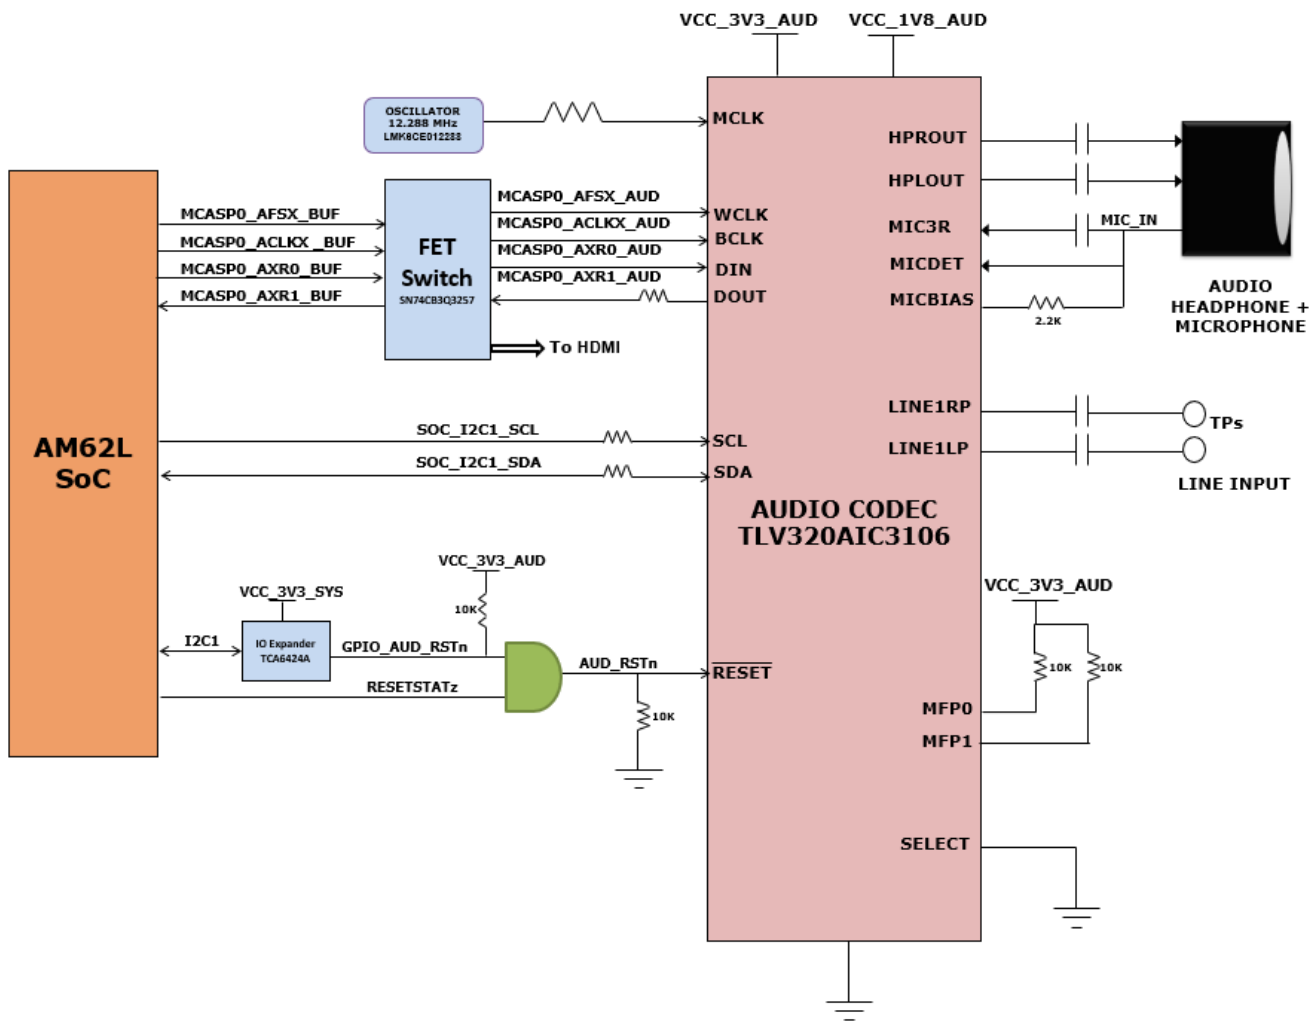 VCC_3V3_AUD
VCC_1V8_AUD
OSCILLATOR
12.288 MHz
LMK6CE012288
MCLK
HPROUT
HPLOUT
MIC3R
MICDET
MICBIAS
MIC_IN
2.2K
AUDIO
HEADPHONE +
MICROPHONE
MCASP0_AFSX_BUF
MCASP0_ACLKX _BUF
MCASP0_AXR0_BUF
MCASP0_AXR1_BUF
FET
Switch
SN74CB3Q3257
MCASP0_AFSX_AUD
MCASP0_ACLKX_AUD
MCASP0_AXR0_AUD
MCASP0_AXR1_AUD
WCLK
BCLK
DIN
DOUT
To HDMI
LINE1RP
LINE1LP
TPs
LINE INPUT
AM62L
SoC
SOC_I2C1_SCL
SOC_I2C1_SDA
SCL
SDA
AUDIO CODEC
TLV320AIC3106
VCC_3V3_AUD
10K
VCC_3V3_SYS
I2C1
IO Expander
TCA6424A
GPIO_AUD_RSTn
RESETSTATz
AUD_RSTn
10K
RESET
VCC_3V3_AUD
10K
10K
MFP0
MFP1
SELECT